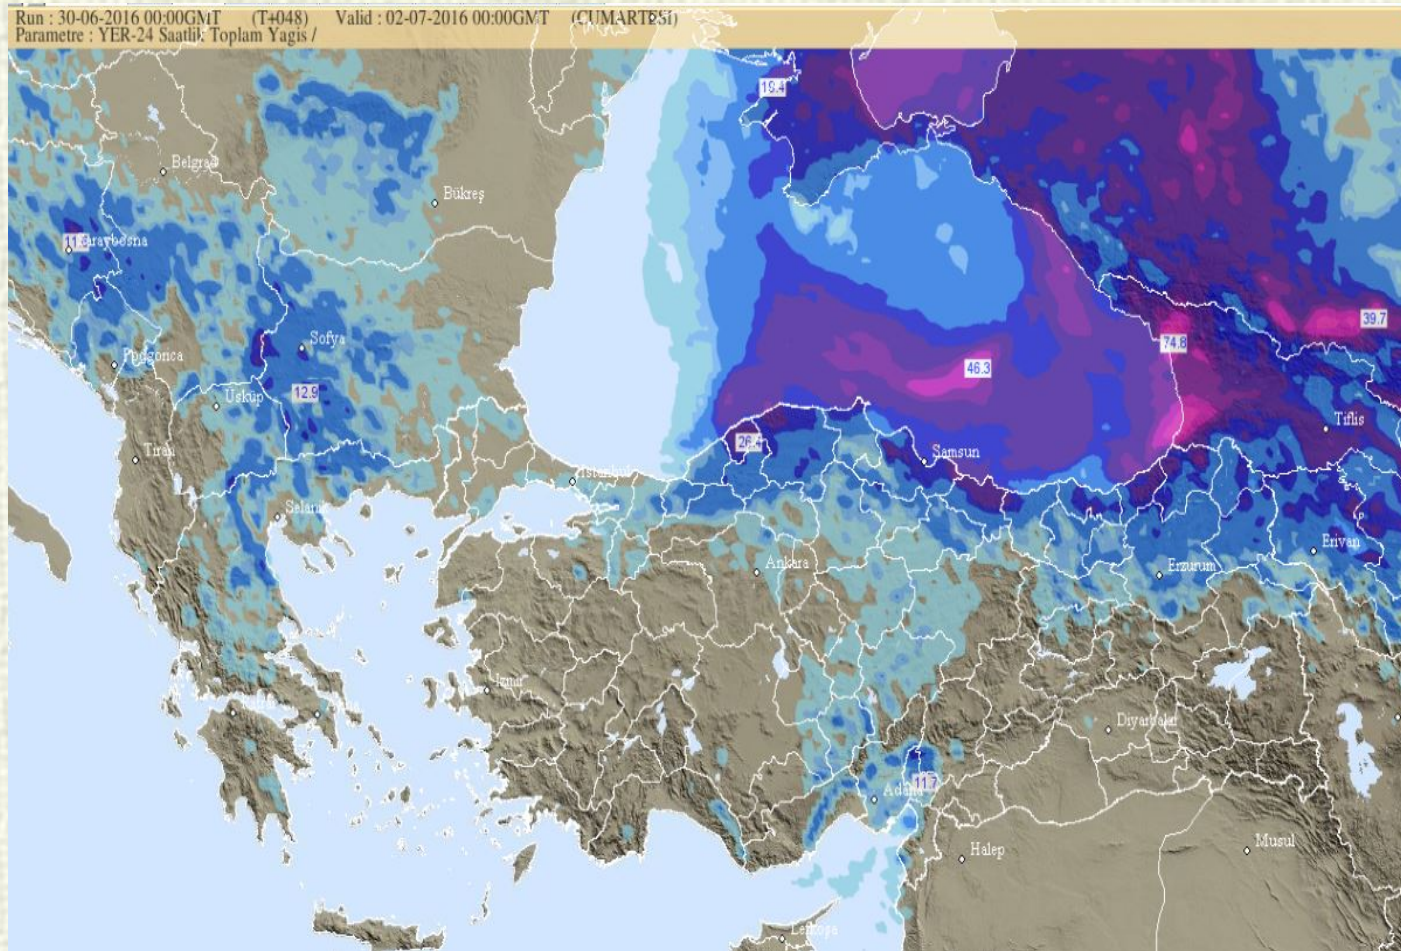 Run : 30-06-2016 00:00GMT (T+048) Valid : 02-07-2016 00:00GMT (CUMARTESİ)
Parametre : YER-24 Saatlik Toplam Yagis /
19.4
Belgrad
Bükreş
Saraybosna
39.7
Sofya
74.8
Podgorica
46.3
12.9
Üsküp
Tiflis
26.4
Tiran
Samsun
İstanbul
Selanik
Erivan
Ankara
Erzurum
İzmir
Diyarbakır
11.7
Adana
Halep
Musul
Lefkoşa